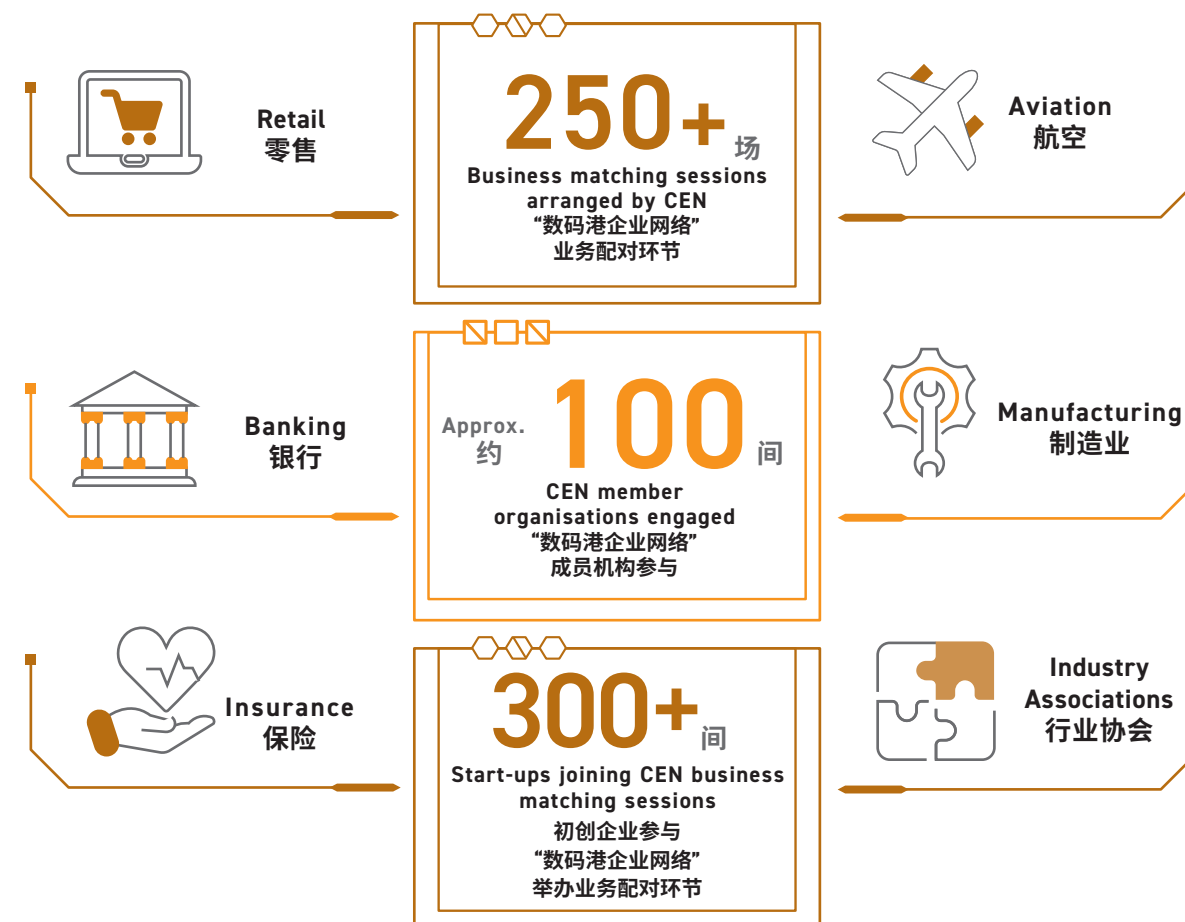 Retail
零售
250+ 场
Business matching sessions
arranged by CEN
“数码港企业网络”
业务配对环节
Aviation
航空
Banking
银行
Approx.
约
100 间
CEN member
organisations engaged
“数码港企业网络”
成员机构参与
Manufacturing
制造业
Insurance
保险
300+ 间
Start-ups joining CEN business
matching sessions
初创企业参与
“数码港企业网络”
举办业务配对环节
Industry
Associations
行业协会